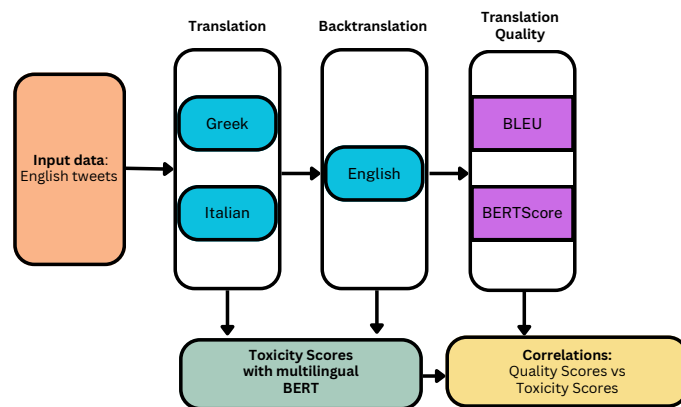 Translation
Backtranslation
Translation
Quality
Input data:
English tweets
Greek
Italian
English
BLEU
BERTScore
Toxicity Scores
with multilingual
BERT
Correlations:
Quality Scores vs
Toxicity Scores